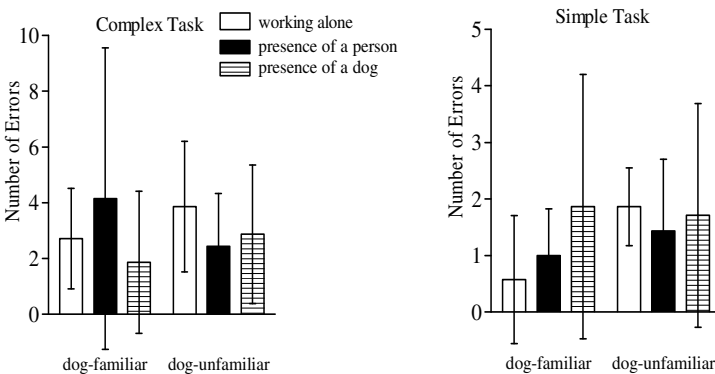 Complex Task
working alone
presence of a person
presence of a dog
Number of Errors
10
8
6
4
2
0
dog-familiar dog-unfamiliar
Simple Task
Number of Errors
5
4
3
2
1
0
dog-familiar dog-unfamiliar